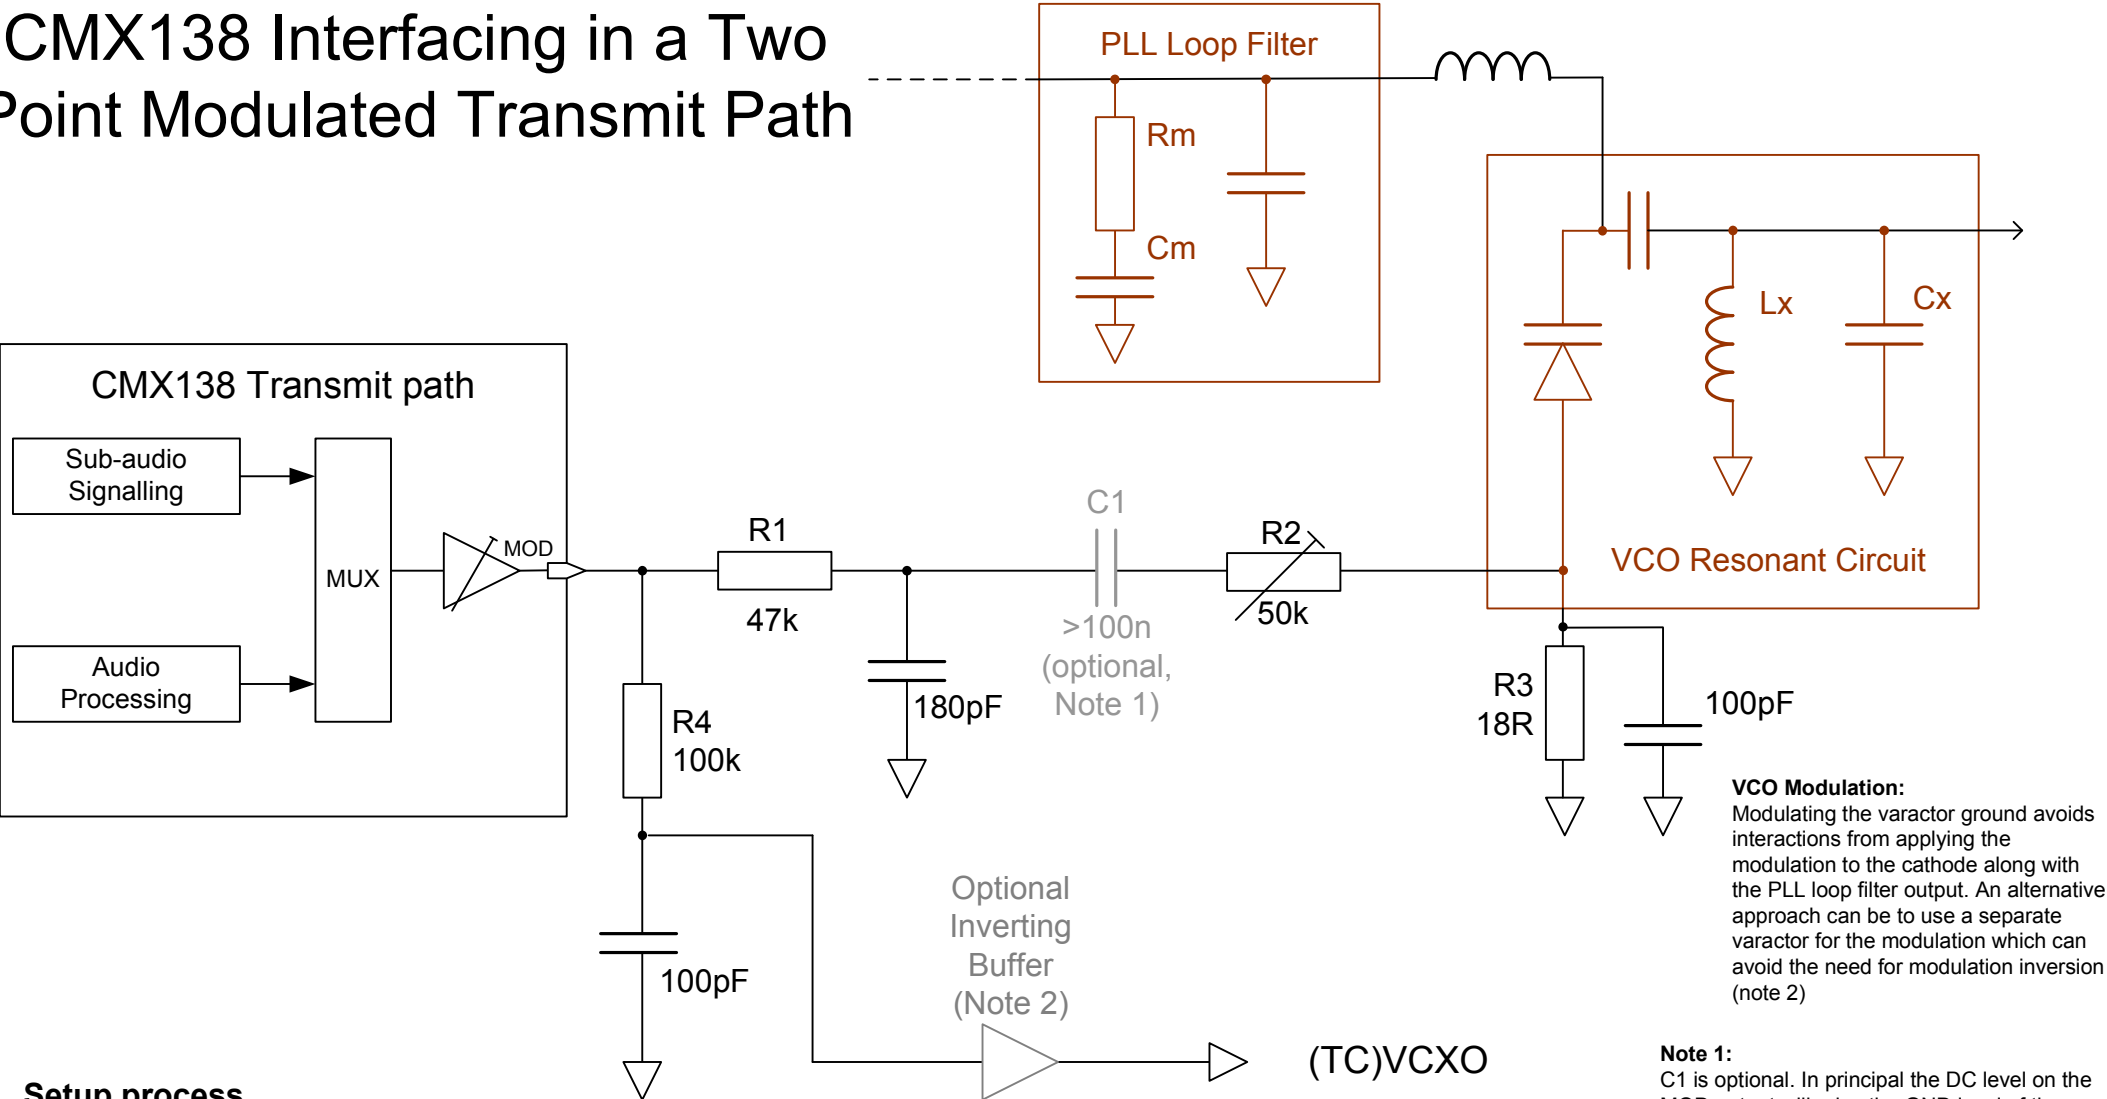 CMX138 Interfacing in a Two
Point Modulated Transmit Path
PLL Loop Filter
Rm
Cm
Lx
Cx
VCO Resonant Circuit
CMX138 Transmit path
Sub-audio
Signalling
Audio
Processing
MUX
MOD
R1
47k
180pF
C1
>100n
(optional,
Note 1)
R2
50k
R3
18R
100pF
R4
100k
100pF
Optional
Inverting
Buffer
(Note 2)
(TC)VCXO
VCO Modulation:
Modulating the varactor ground avoids
interactions from applying the
modulation to the cathode along with
the PLL loop filter output. An alternative
approach can be to use a separate
varactor for the modulation which can
avoid the need for modulation inversion
(note 2)
Note 1:
C1 is optional. In principal the DC level on the
Setup process